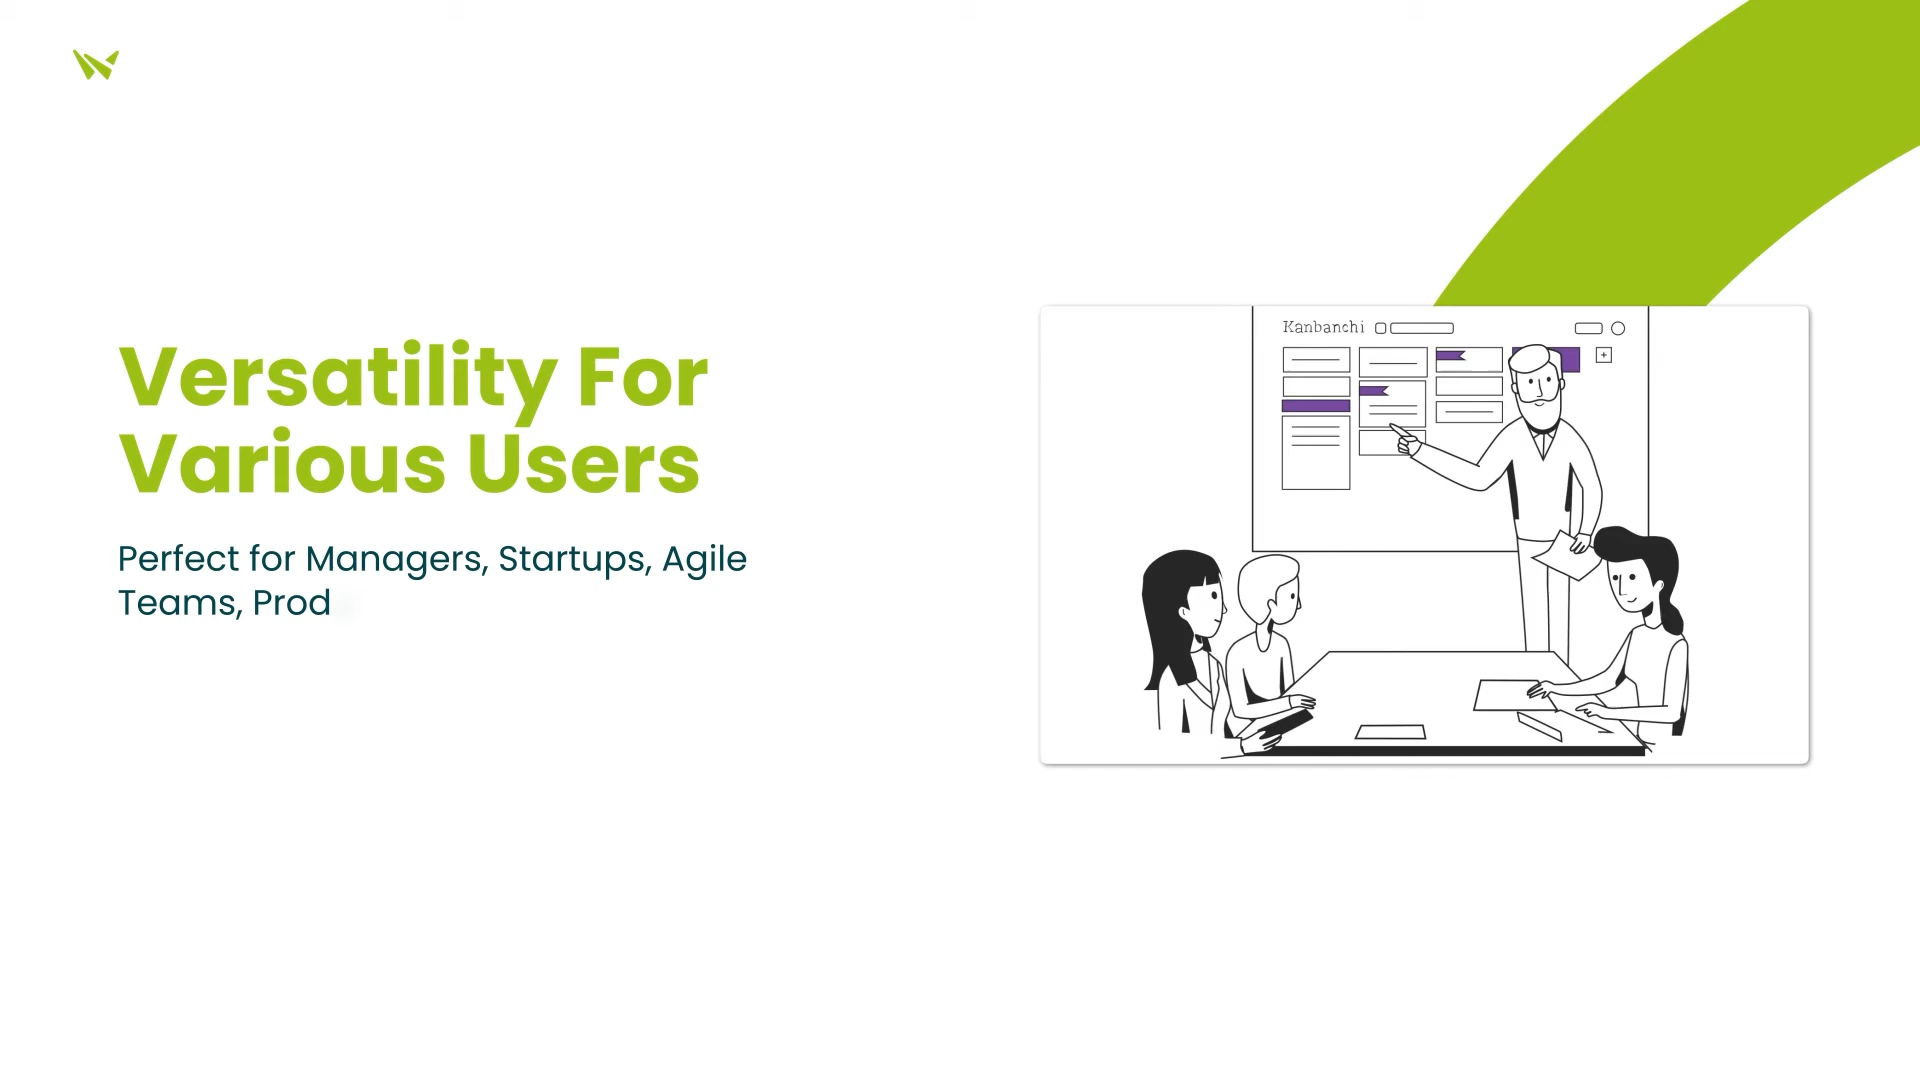 Versatility For
Various Users
Perfect for Managers, Startups, Agile
Teams, Prod
Kanbanchi